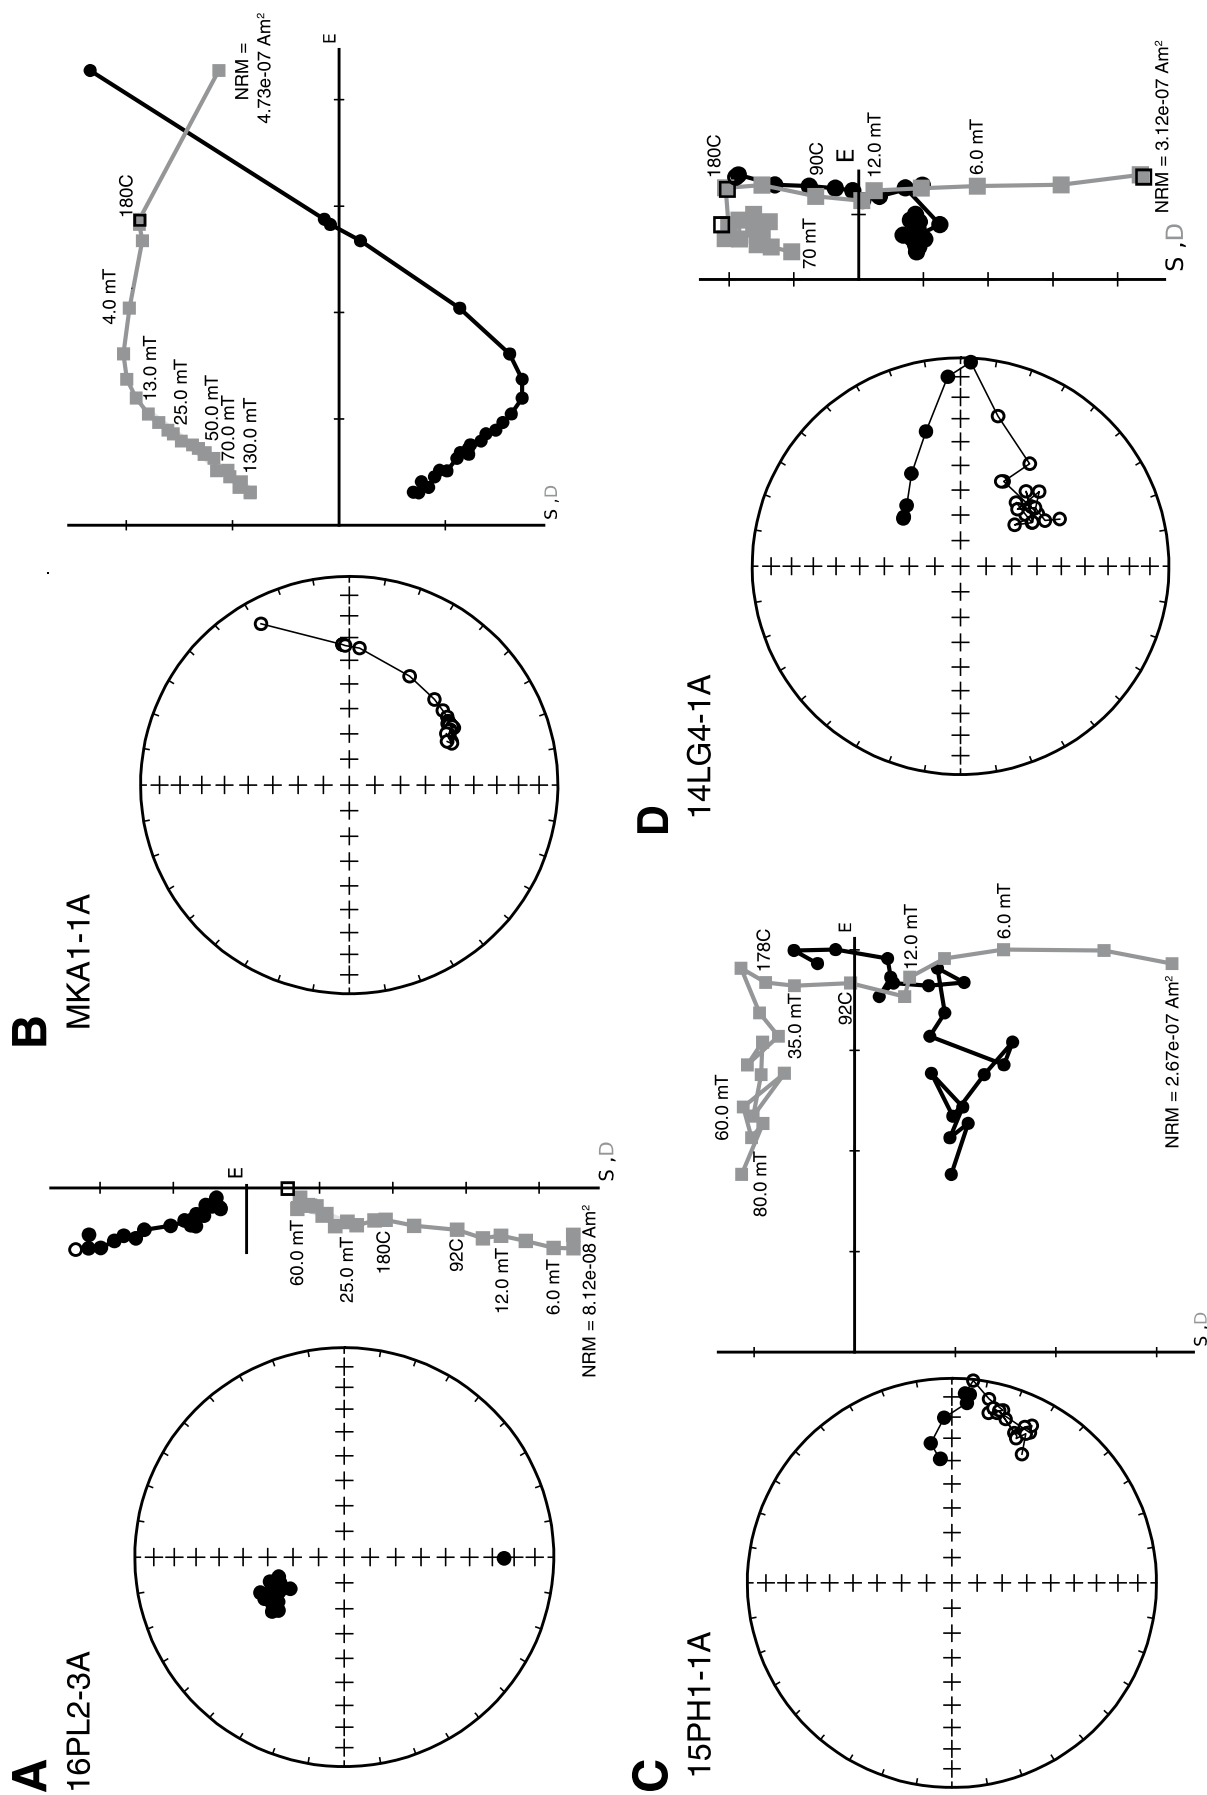 A
16PL2-3A
E
S ,D
60.0 mT
25.0 mT
180C
92C
12.0 mT
6.0 mT
NRM = 8.12e-08 Am²
B
MKA1-1A
E
S ,D
NRM =
4.73e-07 Am²
180C
4.0 mT
13.0 mT
25.0 mT
50.0 mT
70.0 mT
130.0 mT
C
15PH1-1A
E
S ,D
178C
35.0 mT
60.0 mT
80.0 mT
92C
12.0 mT
6.0 mT
NRM = 2.67e-07 Am²
D
14LG4-1A
E
S ,D
180C
90C
70 mT
12.0 mT
6.0 mT
NRM = 3.12e-07 Am²